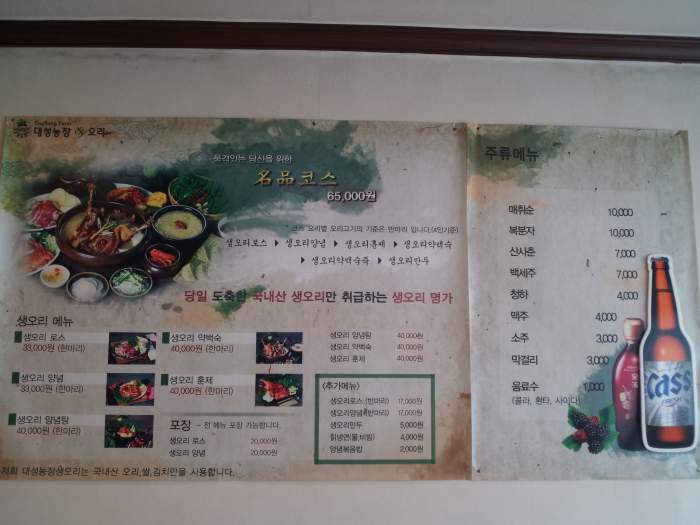 대성농장 오리
품격있는 당신을 위한
名品코스
65,000원
* 코스 요리별 오리고기의 기준은 반마리 입니다.(4인기준)
생오리로스 ▶ 생오리양념 ▶ 생오리훈제 ▶ 생오리약백숙
▶ 생오리약백숙죽 ▶ 생오리만두
당일 도축한 국내산 생오리만 취급하는 생오리 명가
생오리 메뉴
생오리 로스
33,000원 (한마리)
생오리 양념
33,000원 (한마리)
생오리 양념탕
40,000원 (한마리)
생오리 약백숙
40,000원 (한마리)
생오리 훈제
40,000원 (한마리)
포장 - 전 메뉴 포장 가능합니다.
생오리 로스 20,000원
생오리 양념 20,000원
생오리 양념탕 40,000원
생오리 약백숙 40,000원
생오리 훈제 40,000원
<추가메뉴>
생오리로스 (반마리) 17,000원
생오리양념(반마리) 17,000원
생오리만두 5,000원
칡냉면(물,비빔) 4,000원
양념볶음밥 2,000원
저희 대성농장생오리는 국내산 오리,쌀,김치만을 사용합니다.
주류메뉴
매취순 10,000
복분자 10,000
산사춘 7,000
백세주 7,000
청하 4,000
맥주 4,000
소주 3,000
막걸리 3,000
음료수 1,000
(콜라, 환타, 사이다)
Cass
FRESH